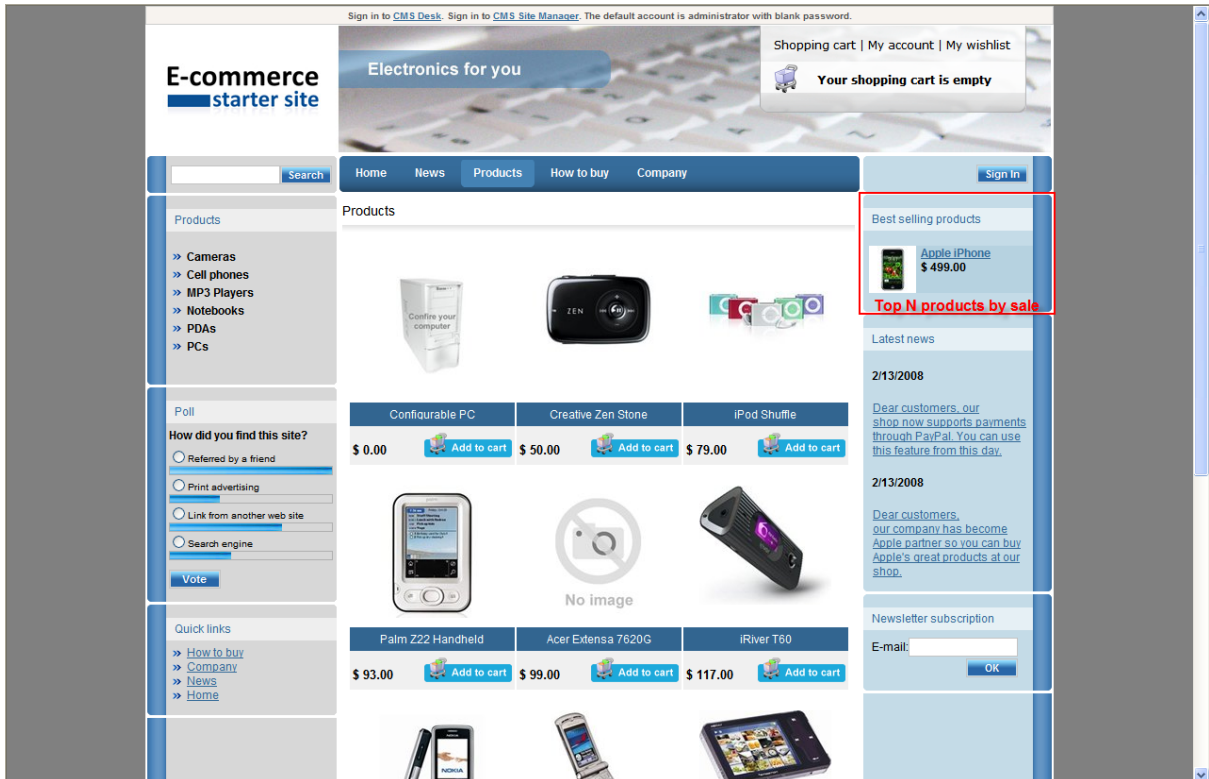 Sign in to CMS Desk. Sign in to CMS Site Manager. The default account is administrator with blank password.
E-commerce
starter site
Electronics for you
Shopping cart | My account | My wishlist
Your shopping cart is empty
Search
Home News Products How to buy Company
Sign In
Products
» Cameras
» Cell phones
» MP3 Players
» Notebooks
» PDAs
» PCs
Poll
How did you find this site?
Referred by a friend
Print advertising
Link from another web site
Search engine
Vote
Quick links
» How to buy
» Company
» News
» Home
Products
Confire your
computer
ZEN
Configurable PC Creative Zen Stone iPod Shuffle
$ 0.00 Add to cart $ 50.00 Add to cart $ 79.00 Add to cart
No image
Palm Z22 Handheld Acer Extensa 7620G iRiver T60
$ 93.00 Add to cart $ 99.00 Add to cart $ 117.00 Add to cart
NOKIA
Best selling products
Apple iPhone
$ 499.00
Top N products by sale
Latest news
2/13/2008
Dear customers, our
shop now supports payments
through PayPal. You can use
this feature from this day.
2/13/2008
Dear customers,
our company has become
Apple partner so you can buy
Apple's great products at our
shop.
Newsletter subscription
E-mail:
OK